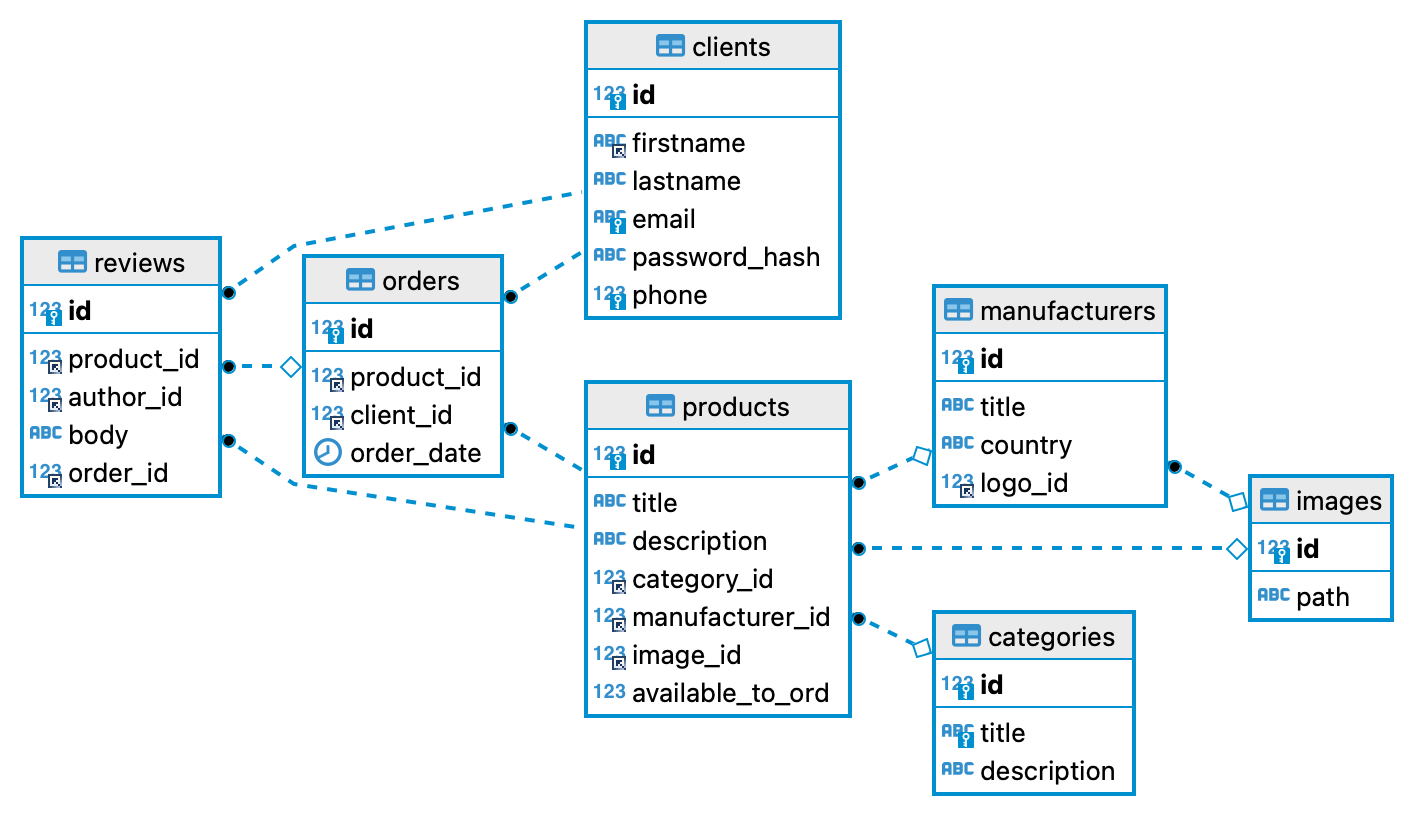 clients
123 id
ABC firstname
ABC lastname
ABC email
ABC password_hash
123 phone
reviews
123 id
123 product_id
123 author_id
ABC body
123 order_id
orders
123 id
123 product_id
123 client_id
order_date
products
123 id
ABC title
ABC description
123 category_id
123 manufacturer_id
123 image_id
123 available_to_ord
manufacturers
123 id
ABC title
ABC country
123 logo_id
images
123 id
ABC path
categories
123 id
ABC title
ABC description